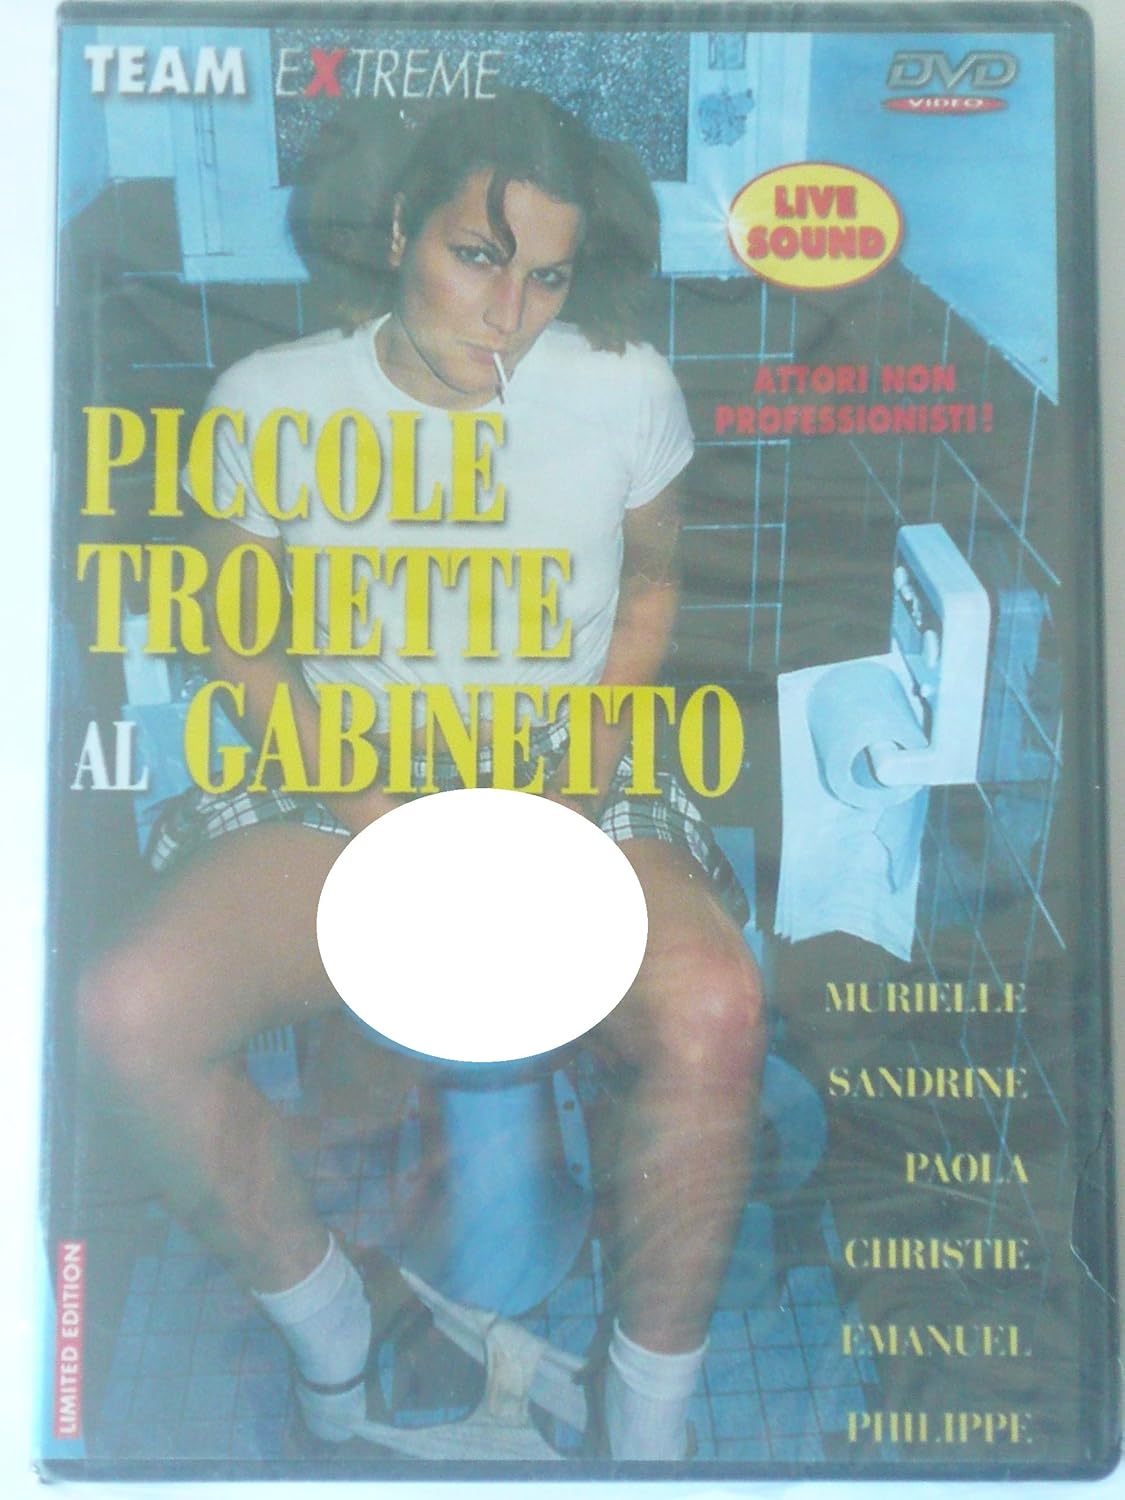 TEAM EXTREME
DVD
VIDEO
LIVE
SOUND
ATTORI NON
PROFESSIONISTI!
PICCOLE
TROIETTE
AL GABINETTO
MURIELLE
SANDRINE
PAOLA
CHRISTIE
EMANUEL
PHILIPPE
LIMITED EDITION